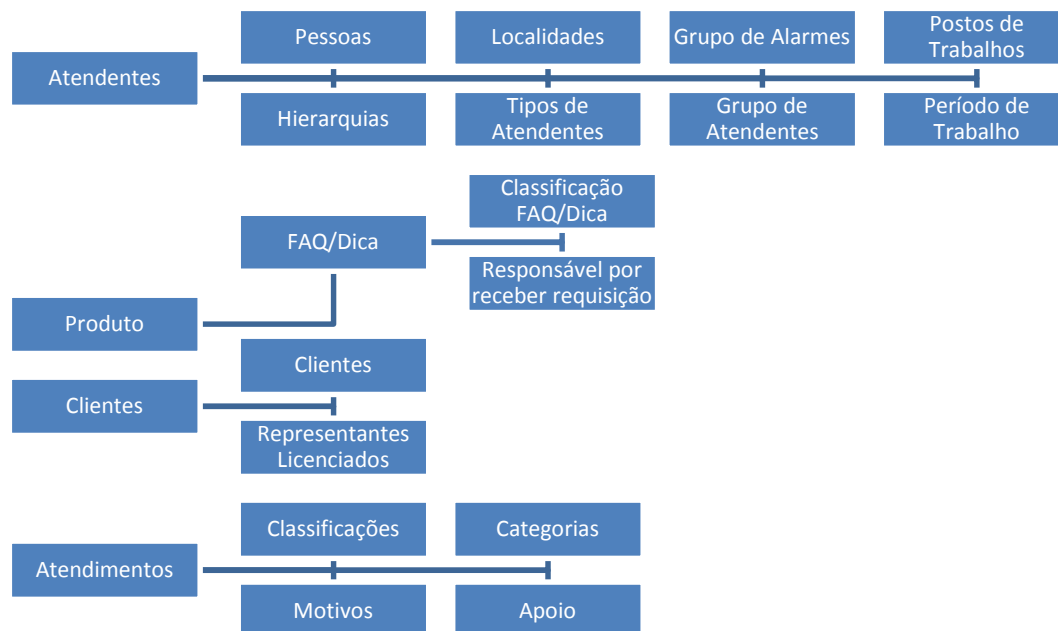 Pessoas
Localidades
Grupo de Alarmes
Postos de
Trabalhos
Atendentes
Hierarquias
Tipos de
Atendentes
Grupo de
Atendentes
Período de
Trabalho
Classificação
FAQ/Dica
FAQ/Dica
Responsável por
receber requisição
Produto
Clientes
Clientes
Representantes
Licenciados
Classificações
Categorias
Atendimentos
Motivos
Apoio